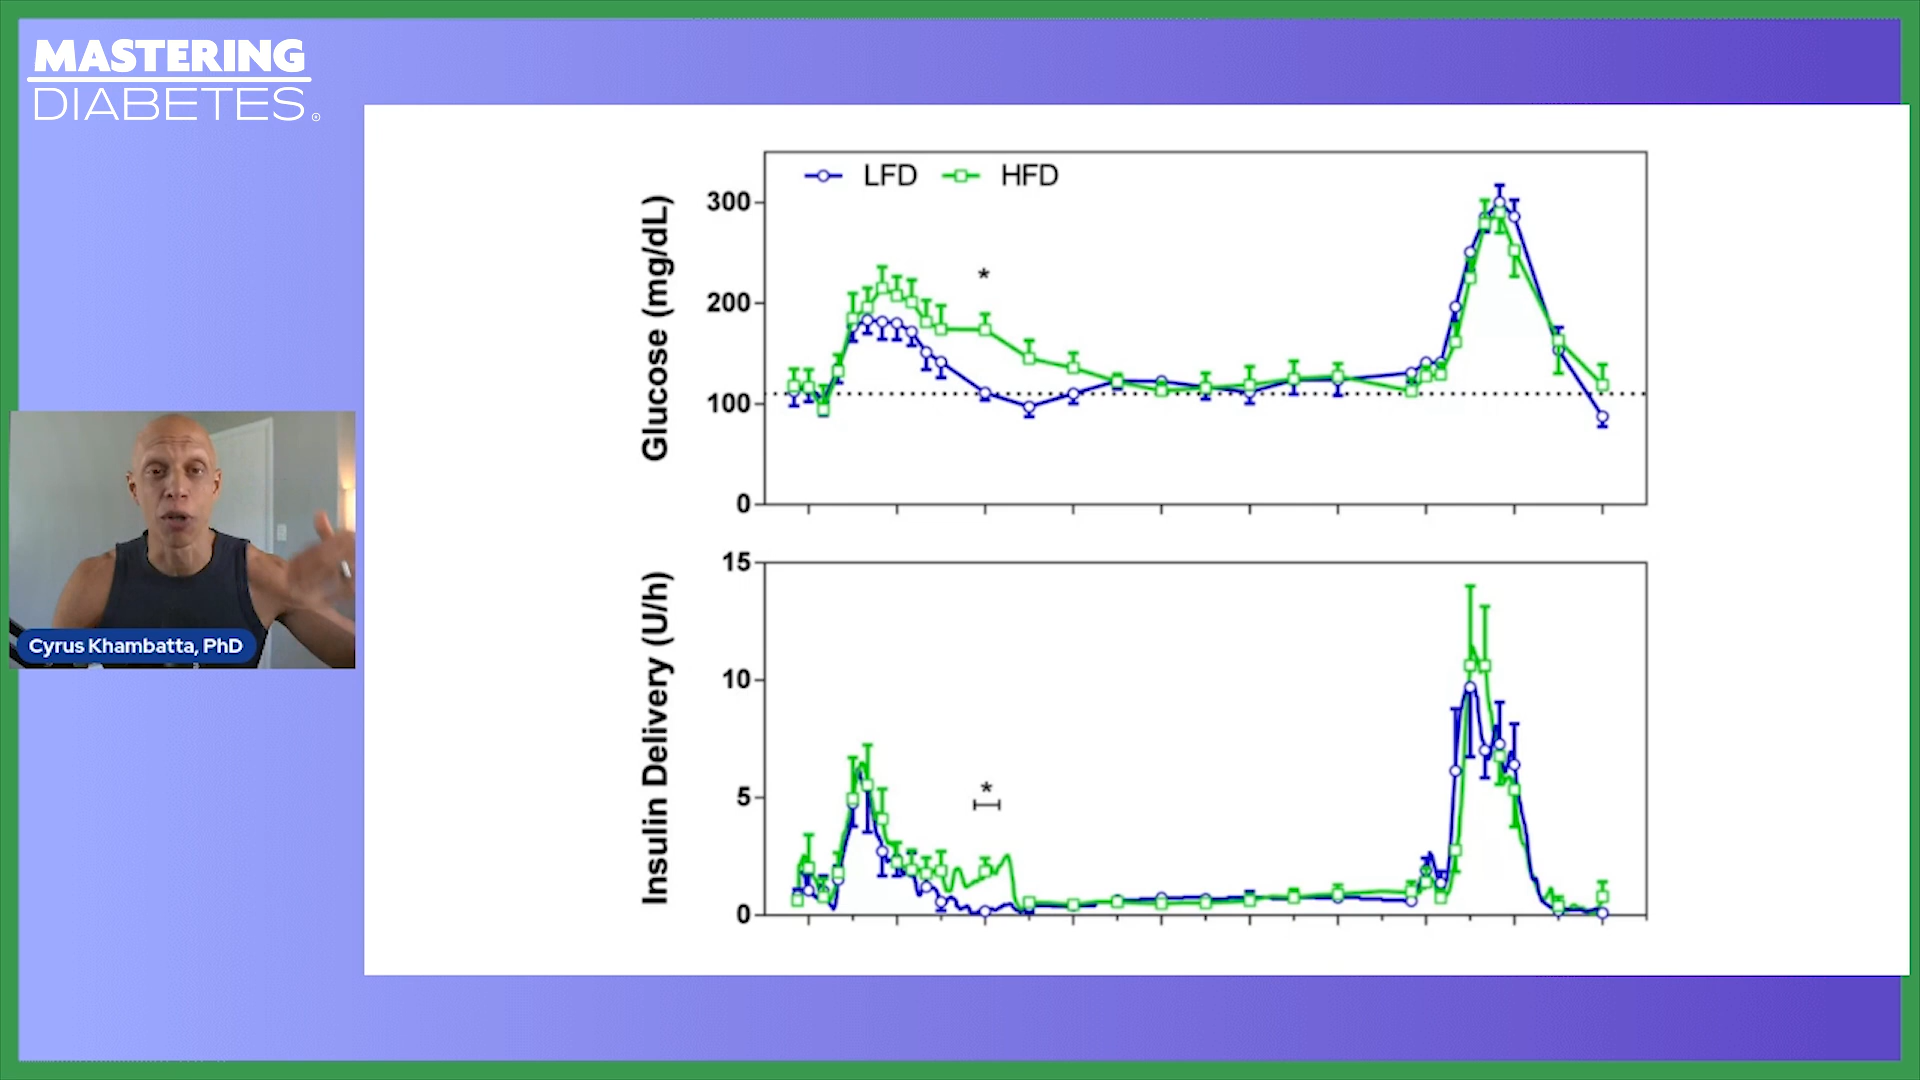 MASTERING
DIABETES®
LFD HFD
Glucose (mg/dL)
300
200
100
0
*
Insulin Delivery (U/h)
15
10
5
0
*
Cyrus Khambatta, PhD